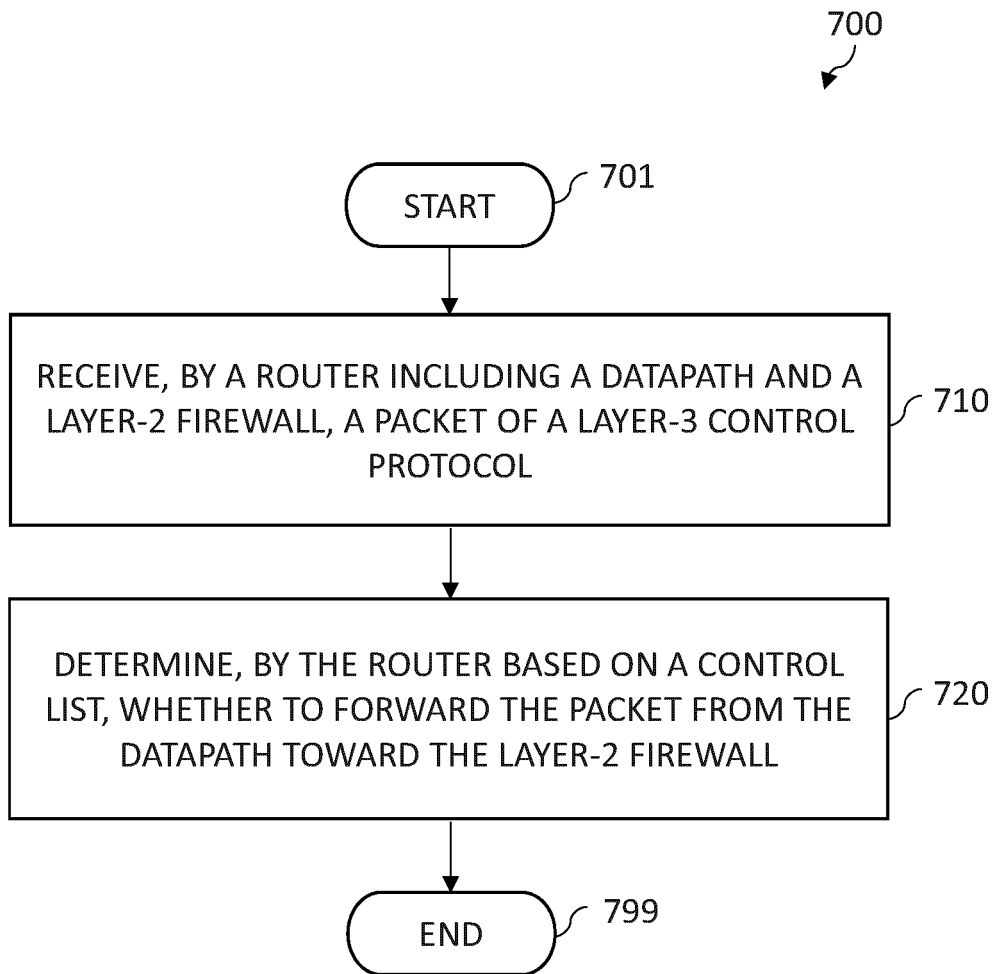 700
START
701
RECEIVE, BY A ROUTER INCLUDING A DATAPATH AND A
LAYER-2 FIREWALL, A PACKET OF A LAYER-3 CONTROL
PROTOCOL
710
DETERMINE, BY THE ROUTER BASED ON A CONTROL
LIST, WHETHER TO FORWARD THE PACKET FROM THE
DATAPATH TOWARD THE LAYER-2 FIREWALL
720
END
799